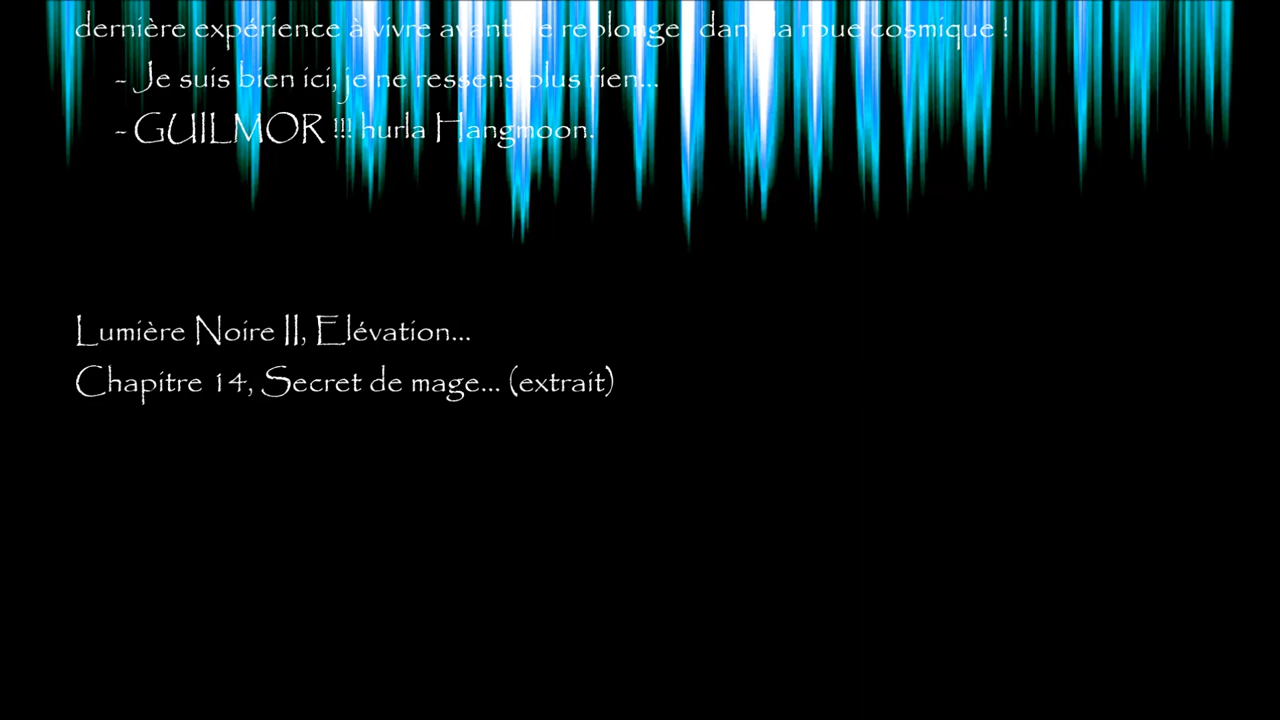 dernière expérience à vivre avant de replonger dans la roue cosmique !
- Je suis bien ici, je ne ressens plus rien...
- GUILMOR !!! hurla Hangmoon.
Lumière Noire II, Elévation...
Chapitre 14, Secret de mage... (extrait)